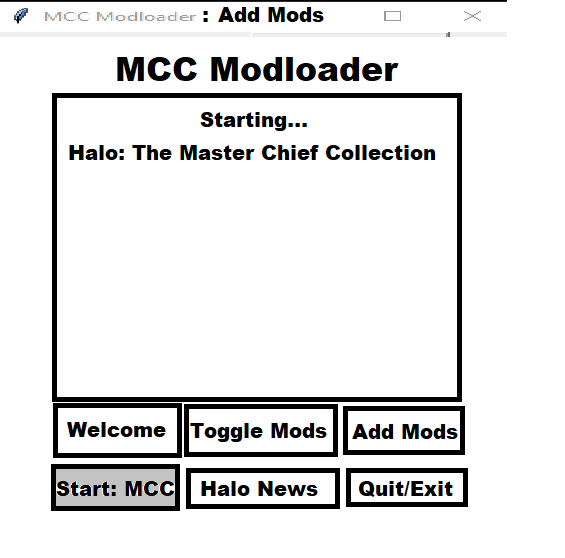 MCC Modloader : Add Mods
MCC Modloader
Starting...
Halo: The Master Chief Collection
Welcome
Toggle Mods
Add Mods
Start: MCC
Halo News
Quit/Exit